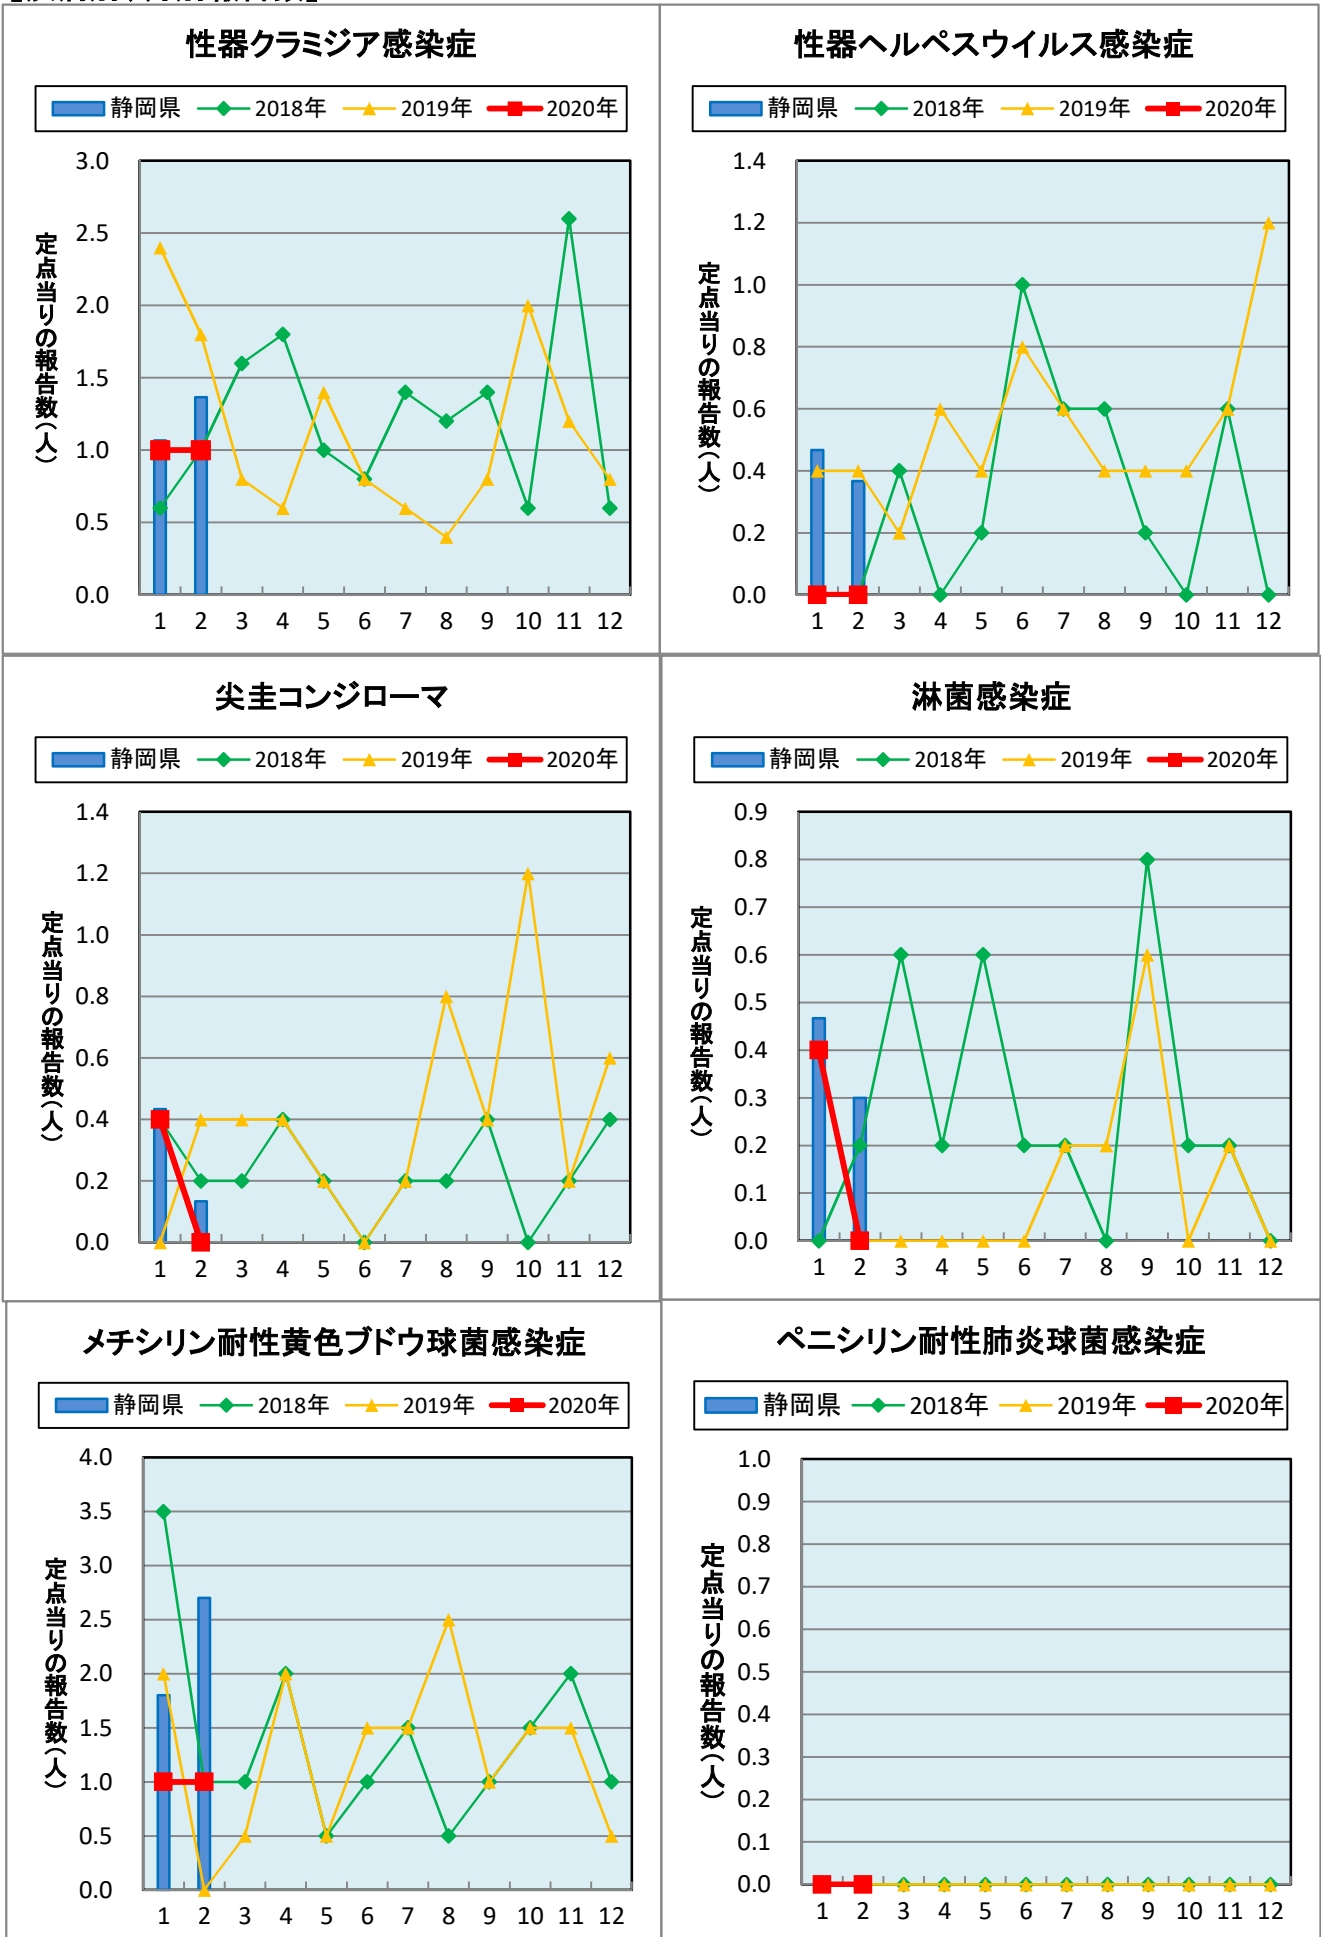 性器クラミジア感染症
静岡県 2018年 2019年 2020年
定点当りの報告数(人)
3.0
2.5
2.0
1.5
1.0
0.5
0.0
1 2 3 4 5 6 7 8 9 10 11 12
性器ヘルペスウイルス感染症
静岡県 2018年 2019年 2020年
定点当りの報告数(人)
1.4
1.2
1.0
0.8
0.6
0.4
0.2
0.0
1 2 3 4 5 6 7 8 9 10 11 12
尖圭コンジローマ
静岡県 2018年 2019年 2020年
定点当りの報告数(人)
1.4
1.2
1.0
0.8
0.6
0.4
0.2
0.0
1 2 3 4 5 6 7 8 9 10 11 12
淋菌感染症
静岡県 2018年 2019年 2020年
定点当りの報告数(人)
0.9
0.8
0.7
0.6
0.5
0.4
0.3
0.2
0.1
0.0
1 2 3 4 5 6 7 8 9 10 11 12
メチシリン耐性黄色ブドウ球菌感染症
静岡県 2018年 2019年 2020年
定点当りの報告数(人)
4.0
3.5
3.0
2.5
2.0
1.5
1.0
0.5
0.0
1 2 3 4 5 6 7 8 9 10 11 12
ペニシリン耐性肺炎球菌感染症
静岡県 2018年 2019年 2020年
定点当りの報告数(人)
1.0
0.9
0.8
0.7
0.6
0.5
0.4
0.3
0.2
0.1
0.0
1 2 3 4 5 6 7 8 9 10 11 12